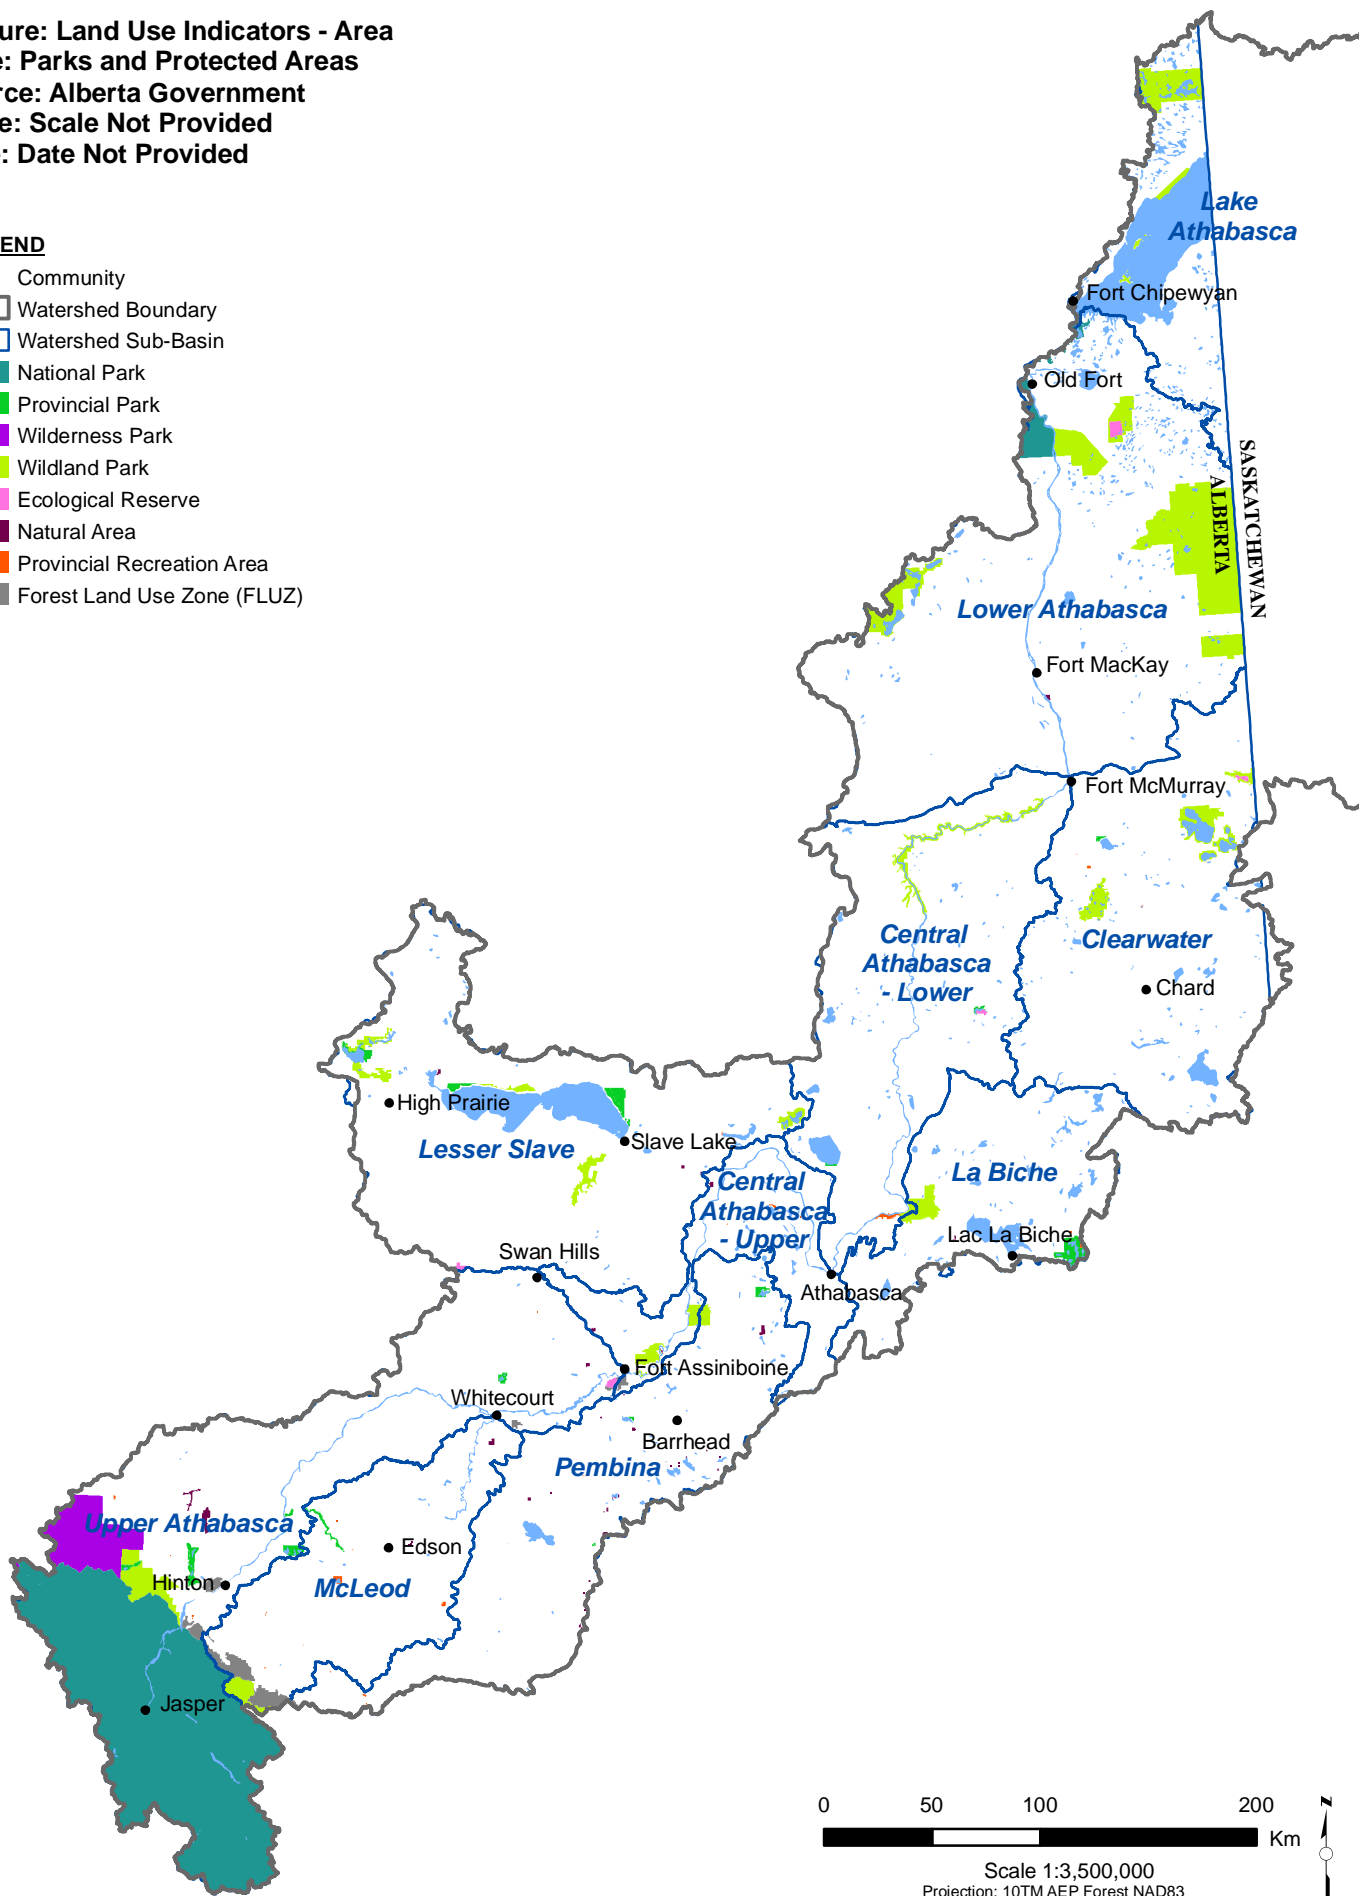 ure: Land Use Indicators - Area
e: Parks and Protected Areas
rce: Alberta Government
e: Scale Not Provided
: Date Not Provided
END
Community
Watershed Boundary
Watershed Sub-Basin
National Park
Provincial Park
Wilderness Park
Wildland Park
Ecological Reserve
Natural Area
Provincial Recreation Area
Forest Land Use Zone (FLUZ)
Lake
Athabasca
Fort Chipewyan
Old Fort
SASKATCHEWAN
ALBERTA
Lower Athabasca
Fort MacKay
Fort McMurray
Central
Athabasca
- Lower
Clearwater
Chard
High Prairie
Lesser Slave
Slave Lake
Central
Athabasca
- Upper
La Biche
Lac La Biche
Swan Hills
Athabasca
Fort Assiniboine
Whitecourt
Barrhead
Pembina
Upper Athabasca
Edson
Hinton
McLeod
Jasper
0 50 100 200
Km
Scale 1:3,500,000
Projection: 10TM AEP Forest NAD83
N